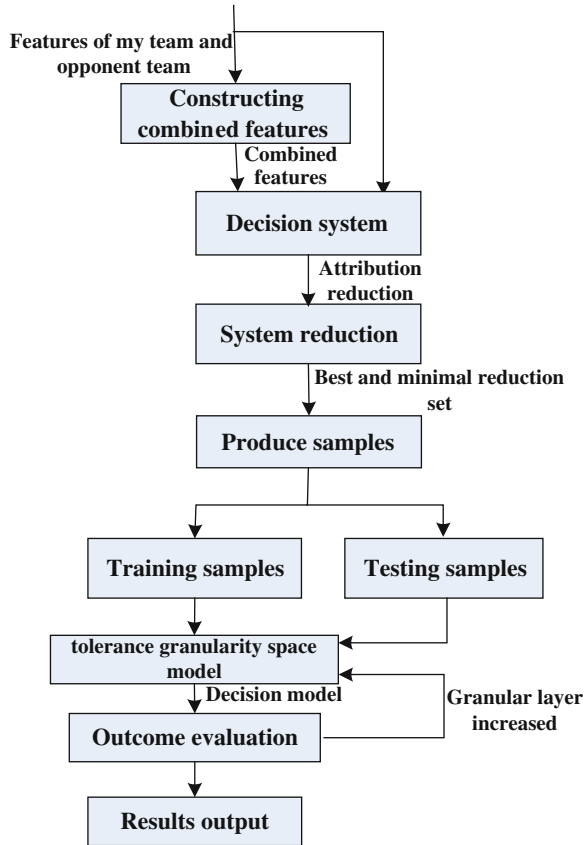 Features of my team and
opponent team
Constructing
combined features
Combined
features
Decision system
Attribution
reduction
System reduction
Best and minimal reduction
set
Produce samples
Training samples
Testing samples
tolerance granularity space
model
Decision model
Granular layer
increased
Outcome evaluation
Results output